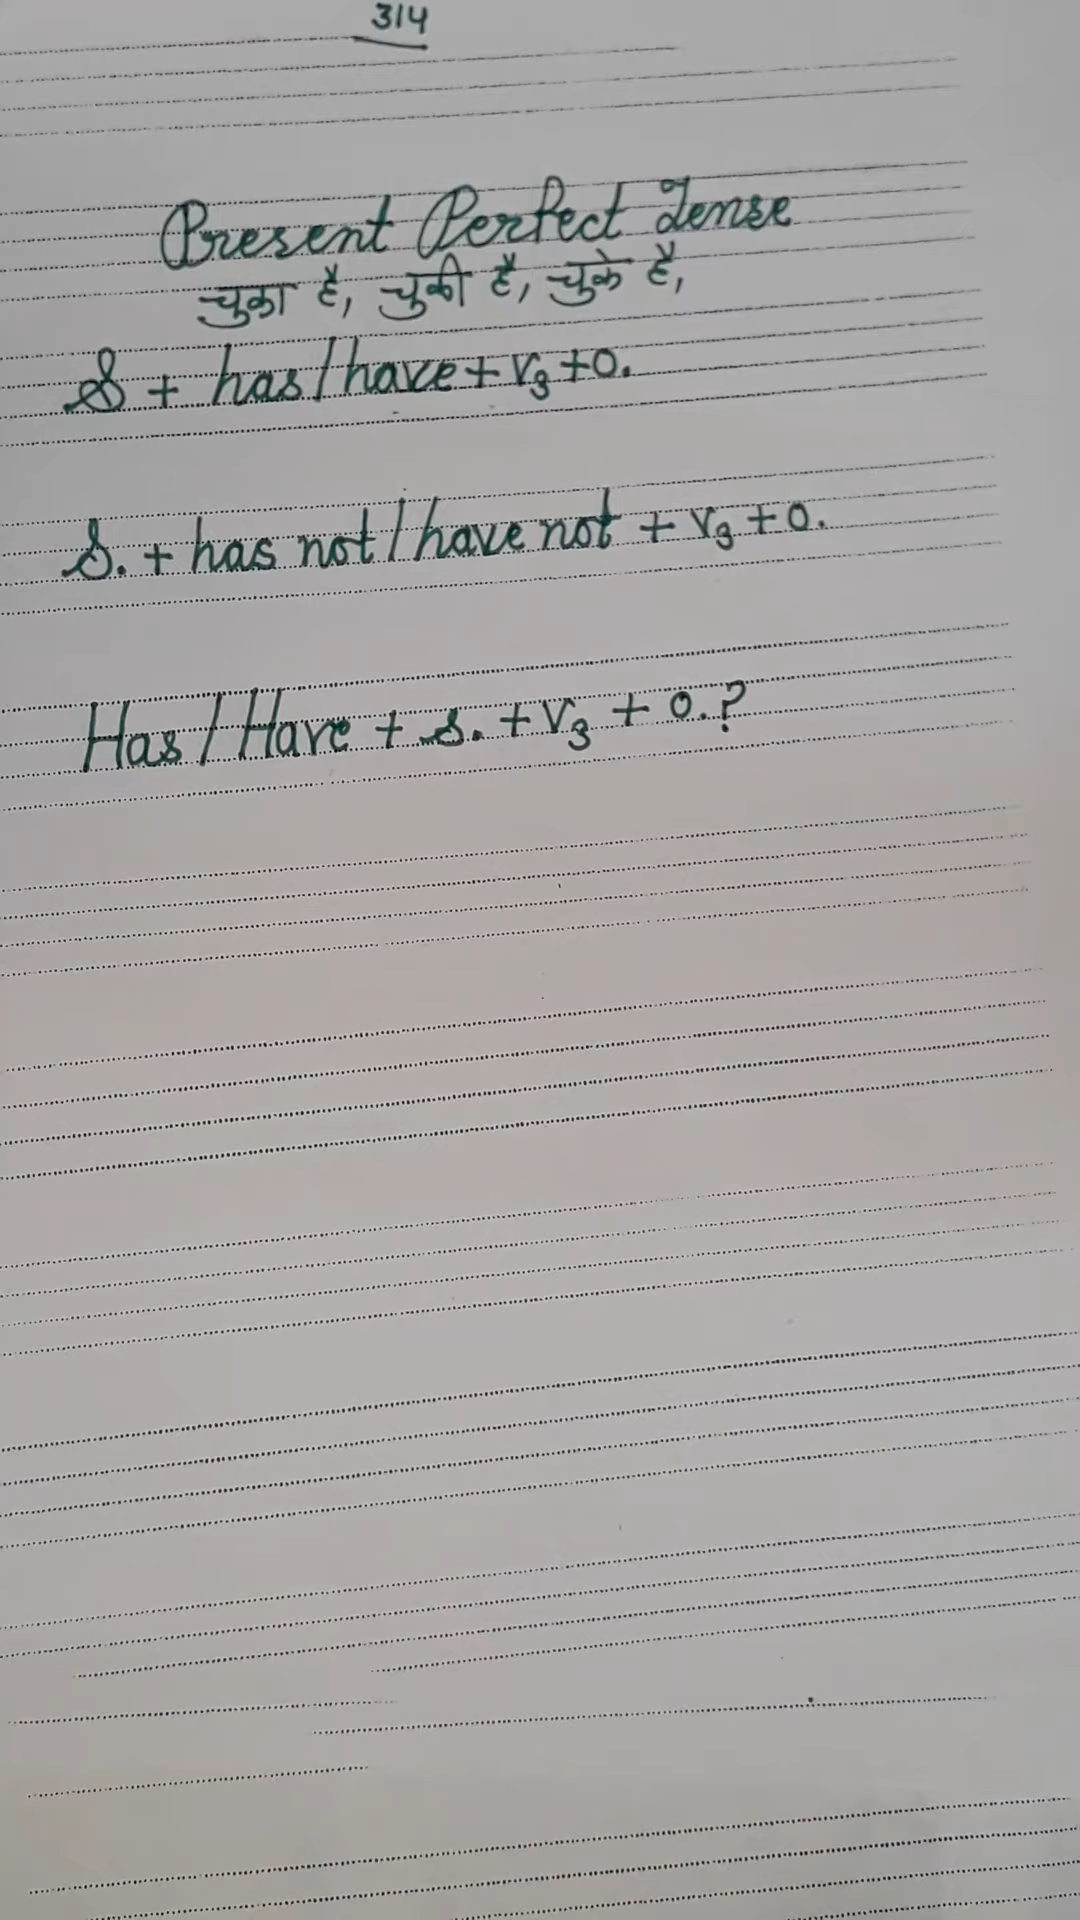 314
Present Perfect Tense
चुका है, चुकी है, चुके है,
S + has/have + V₃ + O.
S. + has not/have not + V₃ + O.
Has/Have + s. + V₃ + O.?